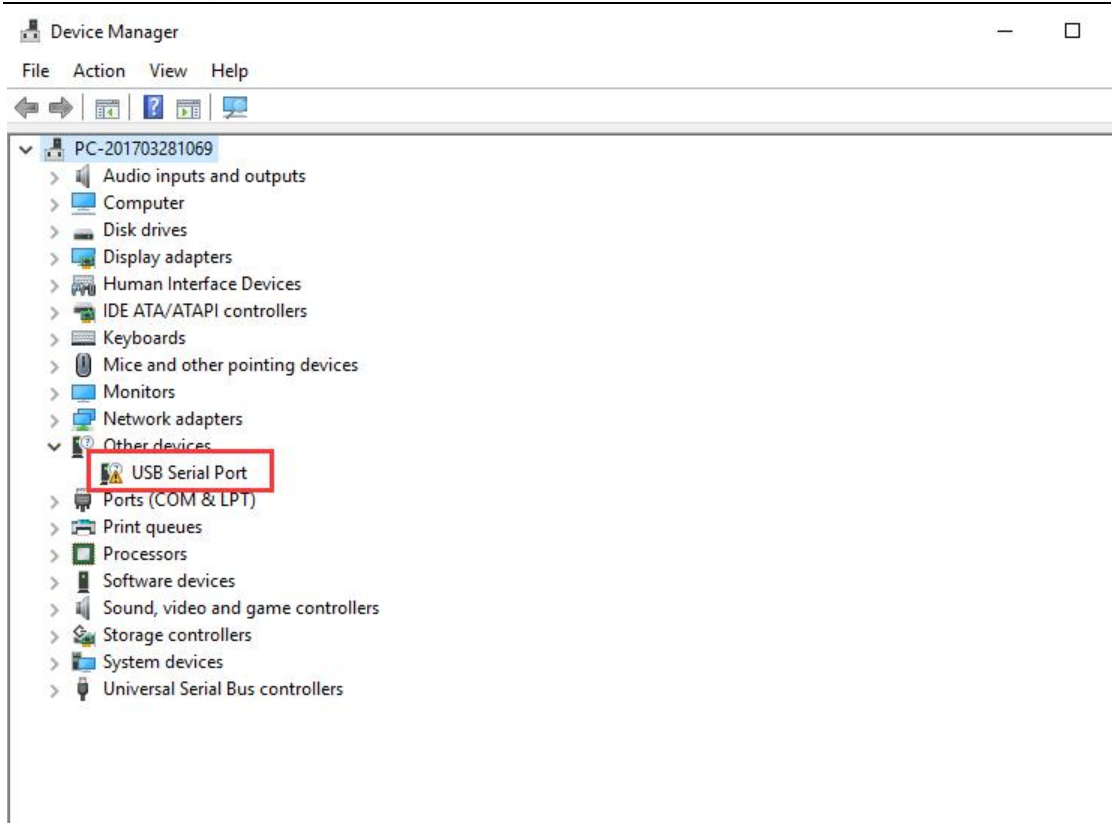 Device Manager
File Action View Help
PC-201703281069
Audio inputs and outputs
Computer
Disk drives
Display adapters
Human Interface Devices
IDE ATA/ATAPI controllers
Keyboards
Mice and other pointing devices
Monitors
Network adapters
Other devices
USB Serial Port
Ports (COM & LPT)
Print queues
Processors
Software devices
Sound, video and game controllers
Storage controllers
System devices
Universal Serial Bus controllers